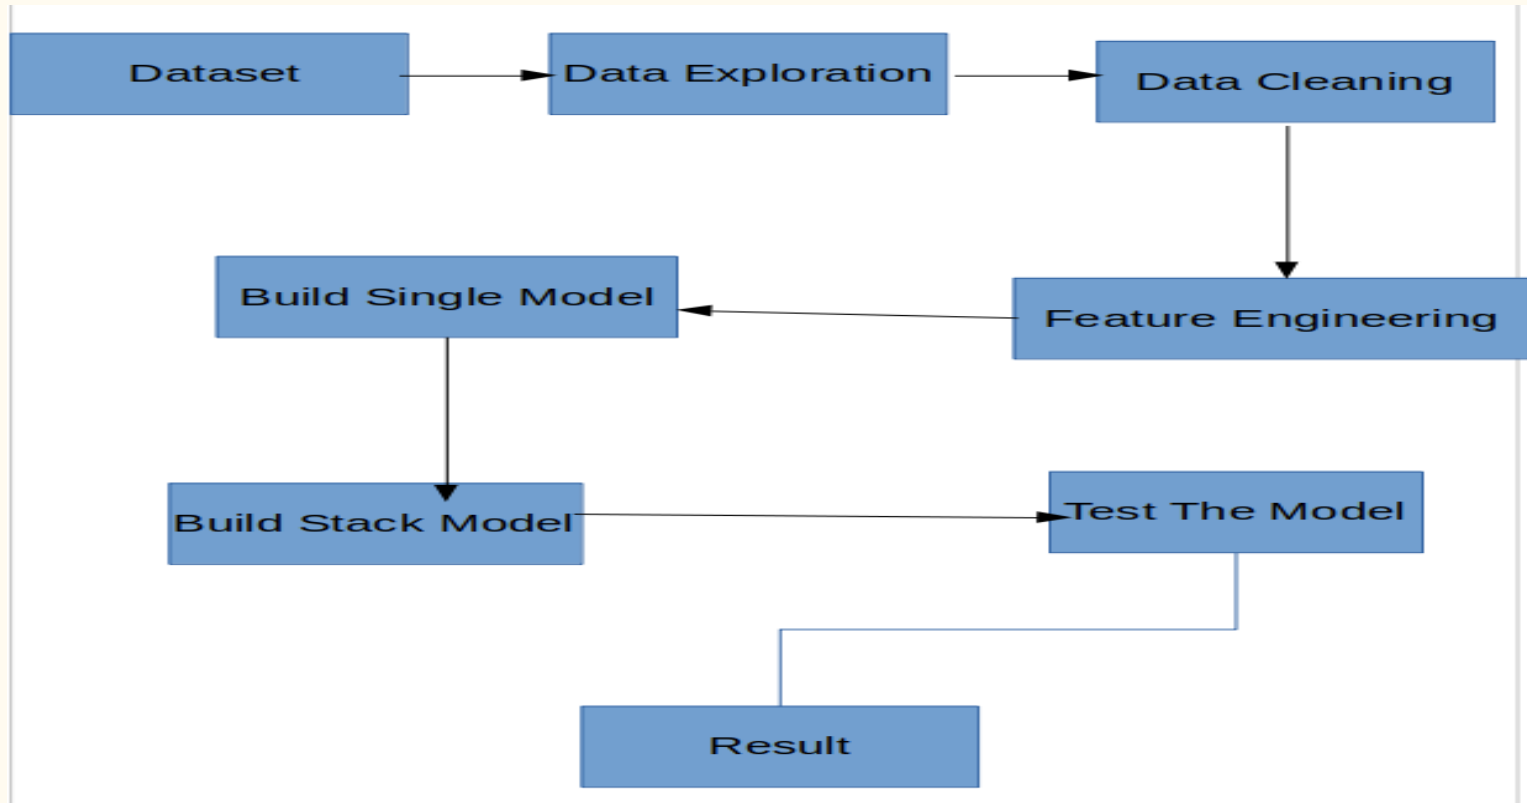 Dataset
Data Exploration
Data Cleaning
Feature Engineering
Build Single Model
Build Stack Model
Test The Model
Result